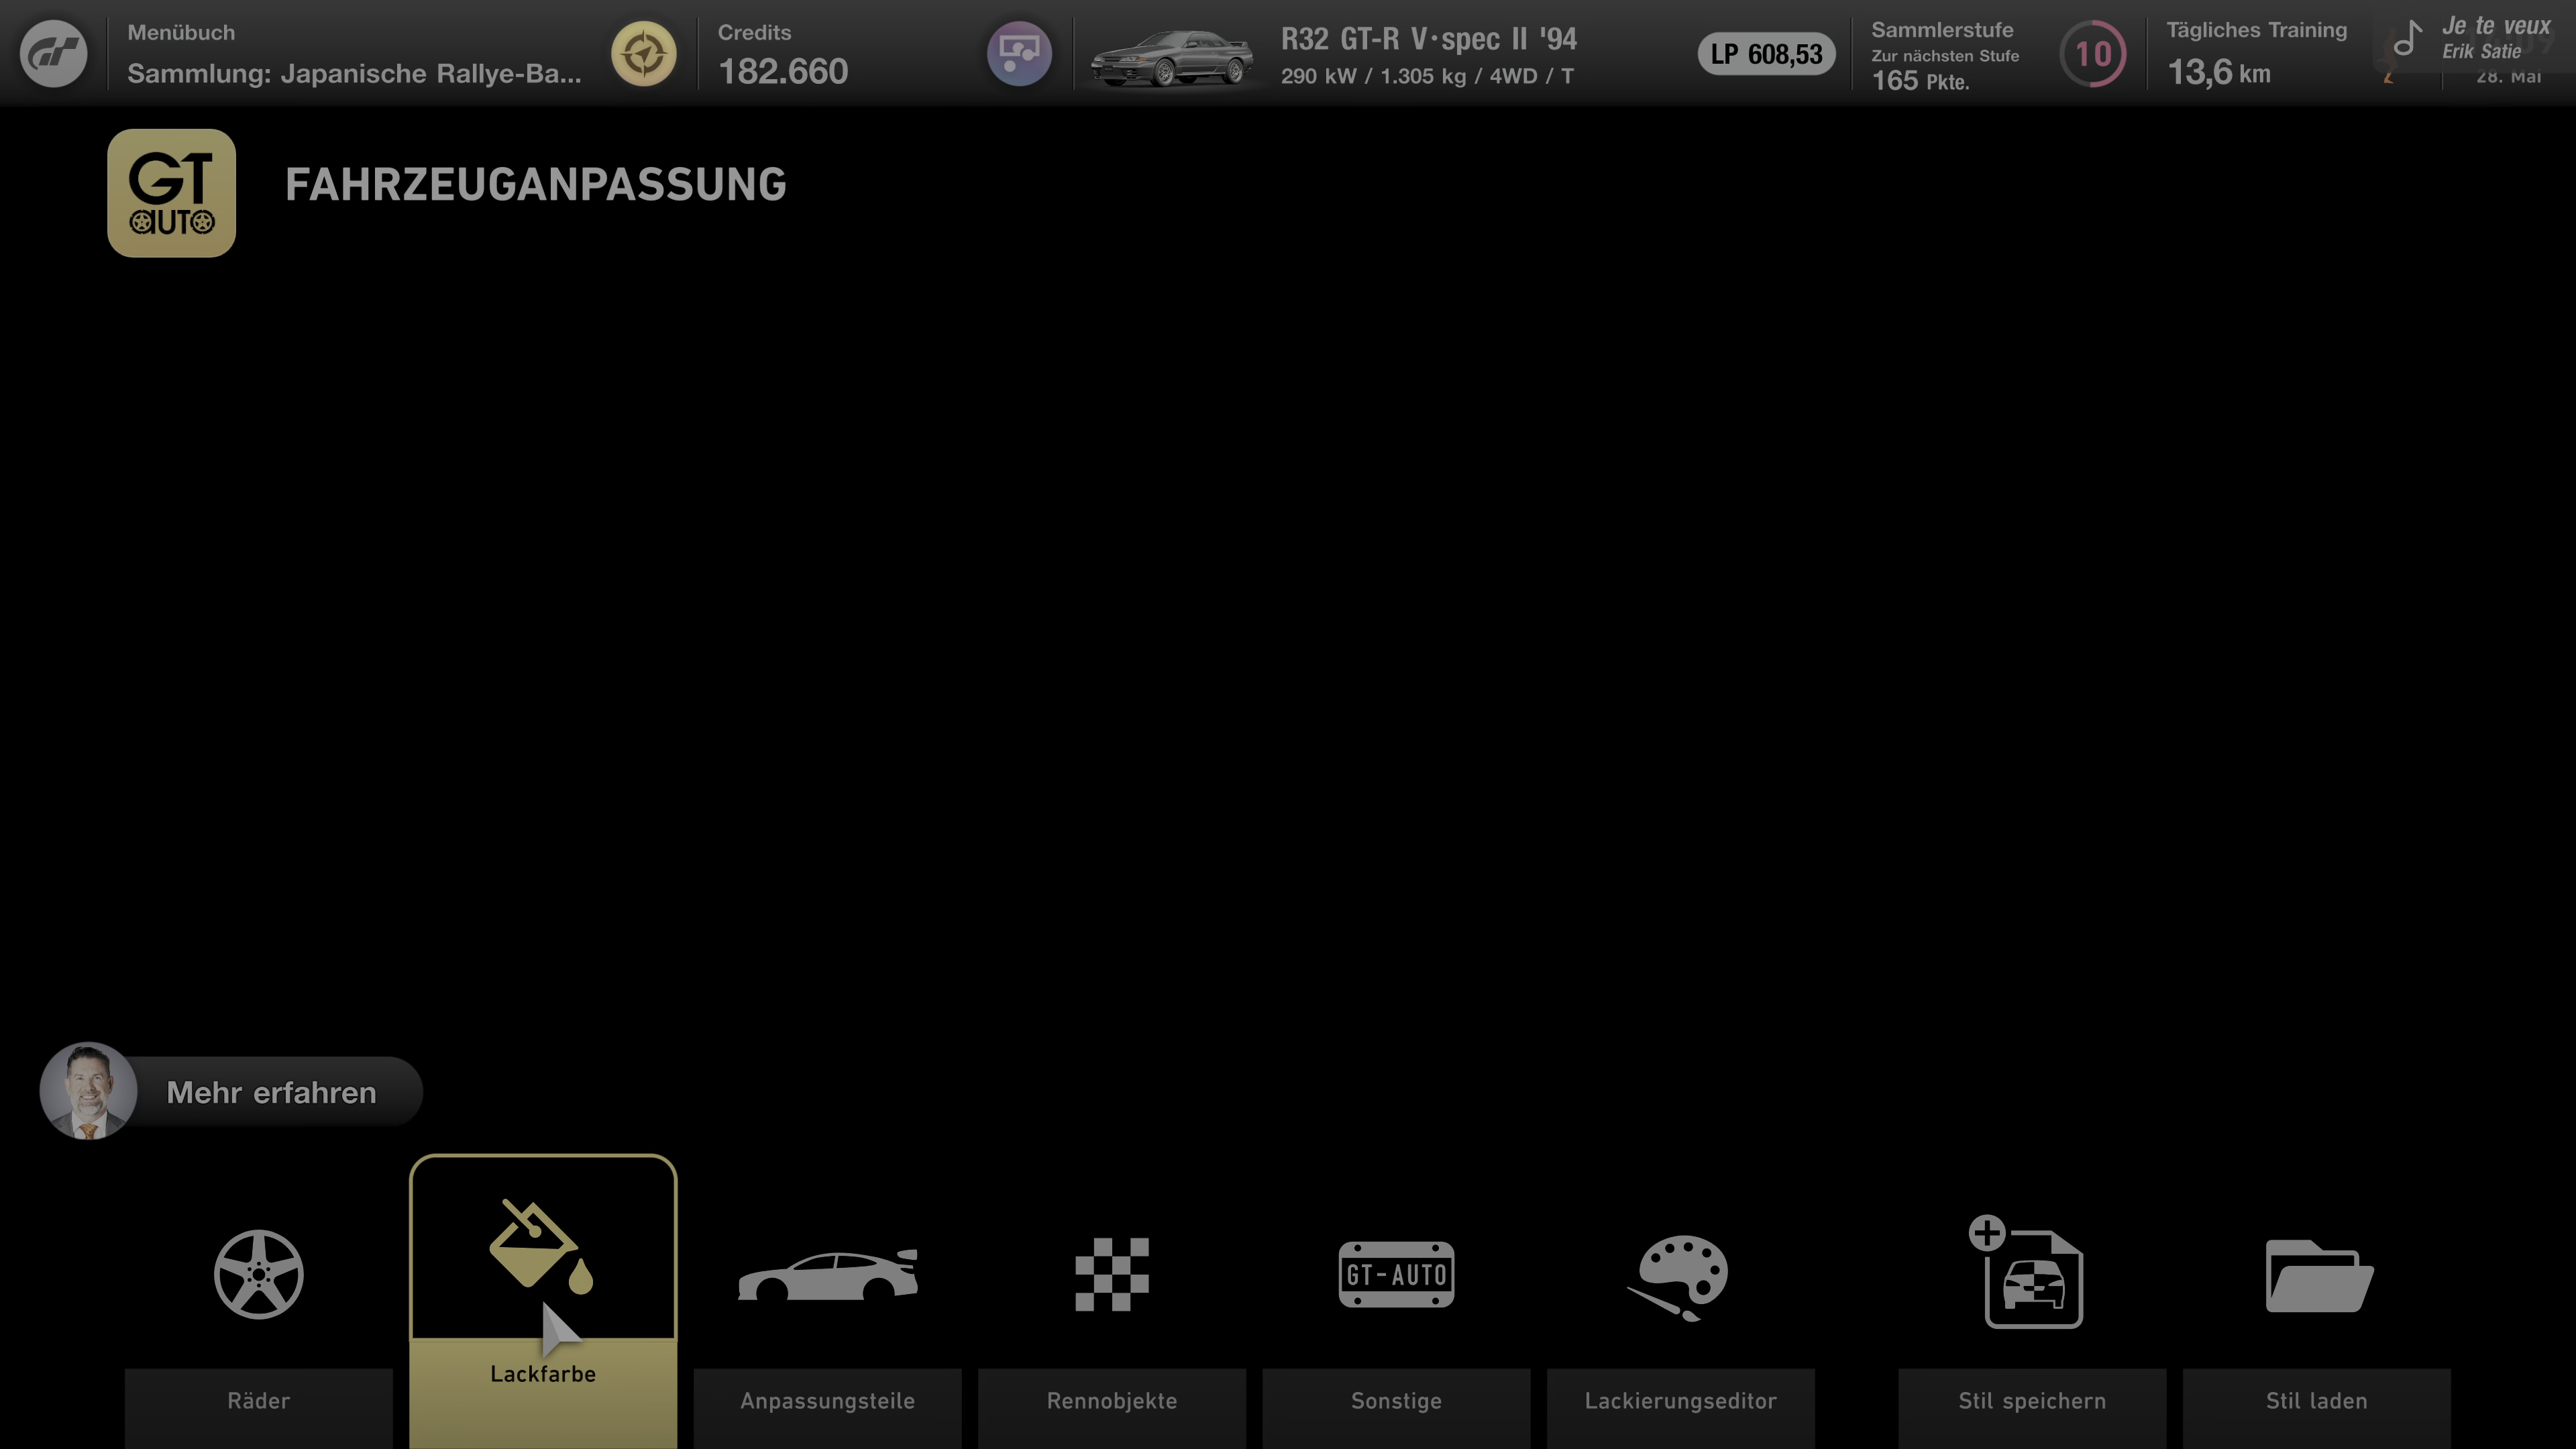 Menübuch
Sammlung: Japanische Rallye-Ba...
Credits
182.660
R32 GT-R V・spec II '94
290 kW / 1.305 kg / 4WD / T
LP 608,53
Sammlerstufe
Zur nächsten Stufe
165 Pkte.
10
Tägliches Training
13,6 km
Je te veux
Erik Satie
28. Mai
GT
auto
FAHRZEUGANPASSUNG
Mehr erfahren
GT-AUTO
Räder
Lackfarbe
Anpassungsteile
Rennobjekte
Sonstige
Lackierungseditor
Stil speichern
Stil laden